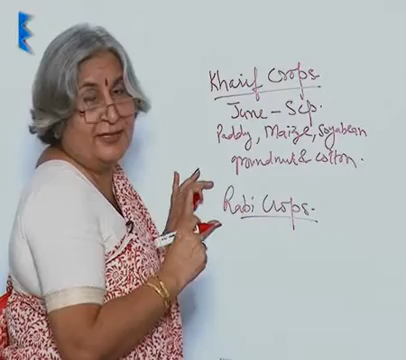 Kharif Crops
June - Sep.
Paddy, Maize, Soyabean
groundnut & cotton.
Rabi Crops.